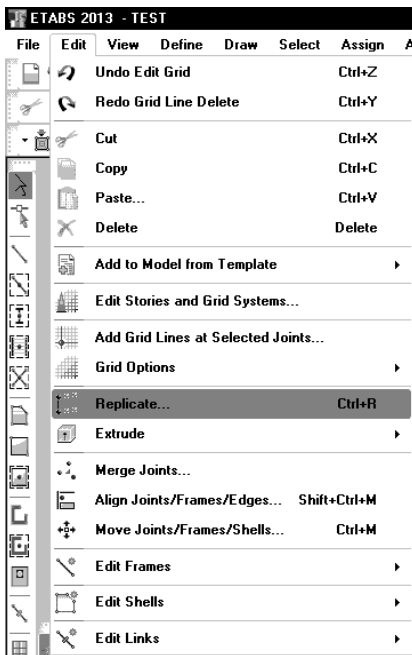 ETABS 2013 - TEST
File Edit View Define Draw Select Assign A
Undo Edit Grid Ctrl+Z
Redo Grid Line Delete Ctrl+Y
Cut Ctrl+X
Copy Ctrl+C
Paste... Ctrl+V
Delete Delete
Add to Model from Template
Edit Stories and Grid Systems...
Add Grid Lines at Selected Joints...
Grid Options
Replicate... Ctrl+R
Extrude
Merge Joints...
Align Joints/Frames/Edges... Shift+Ctrl+M
Move Joints/Frames/Shells... Ctrl+M
Edit Frames
Edit Shells
Edit Links